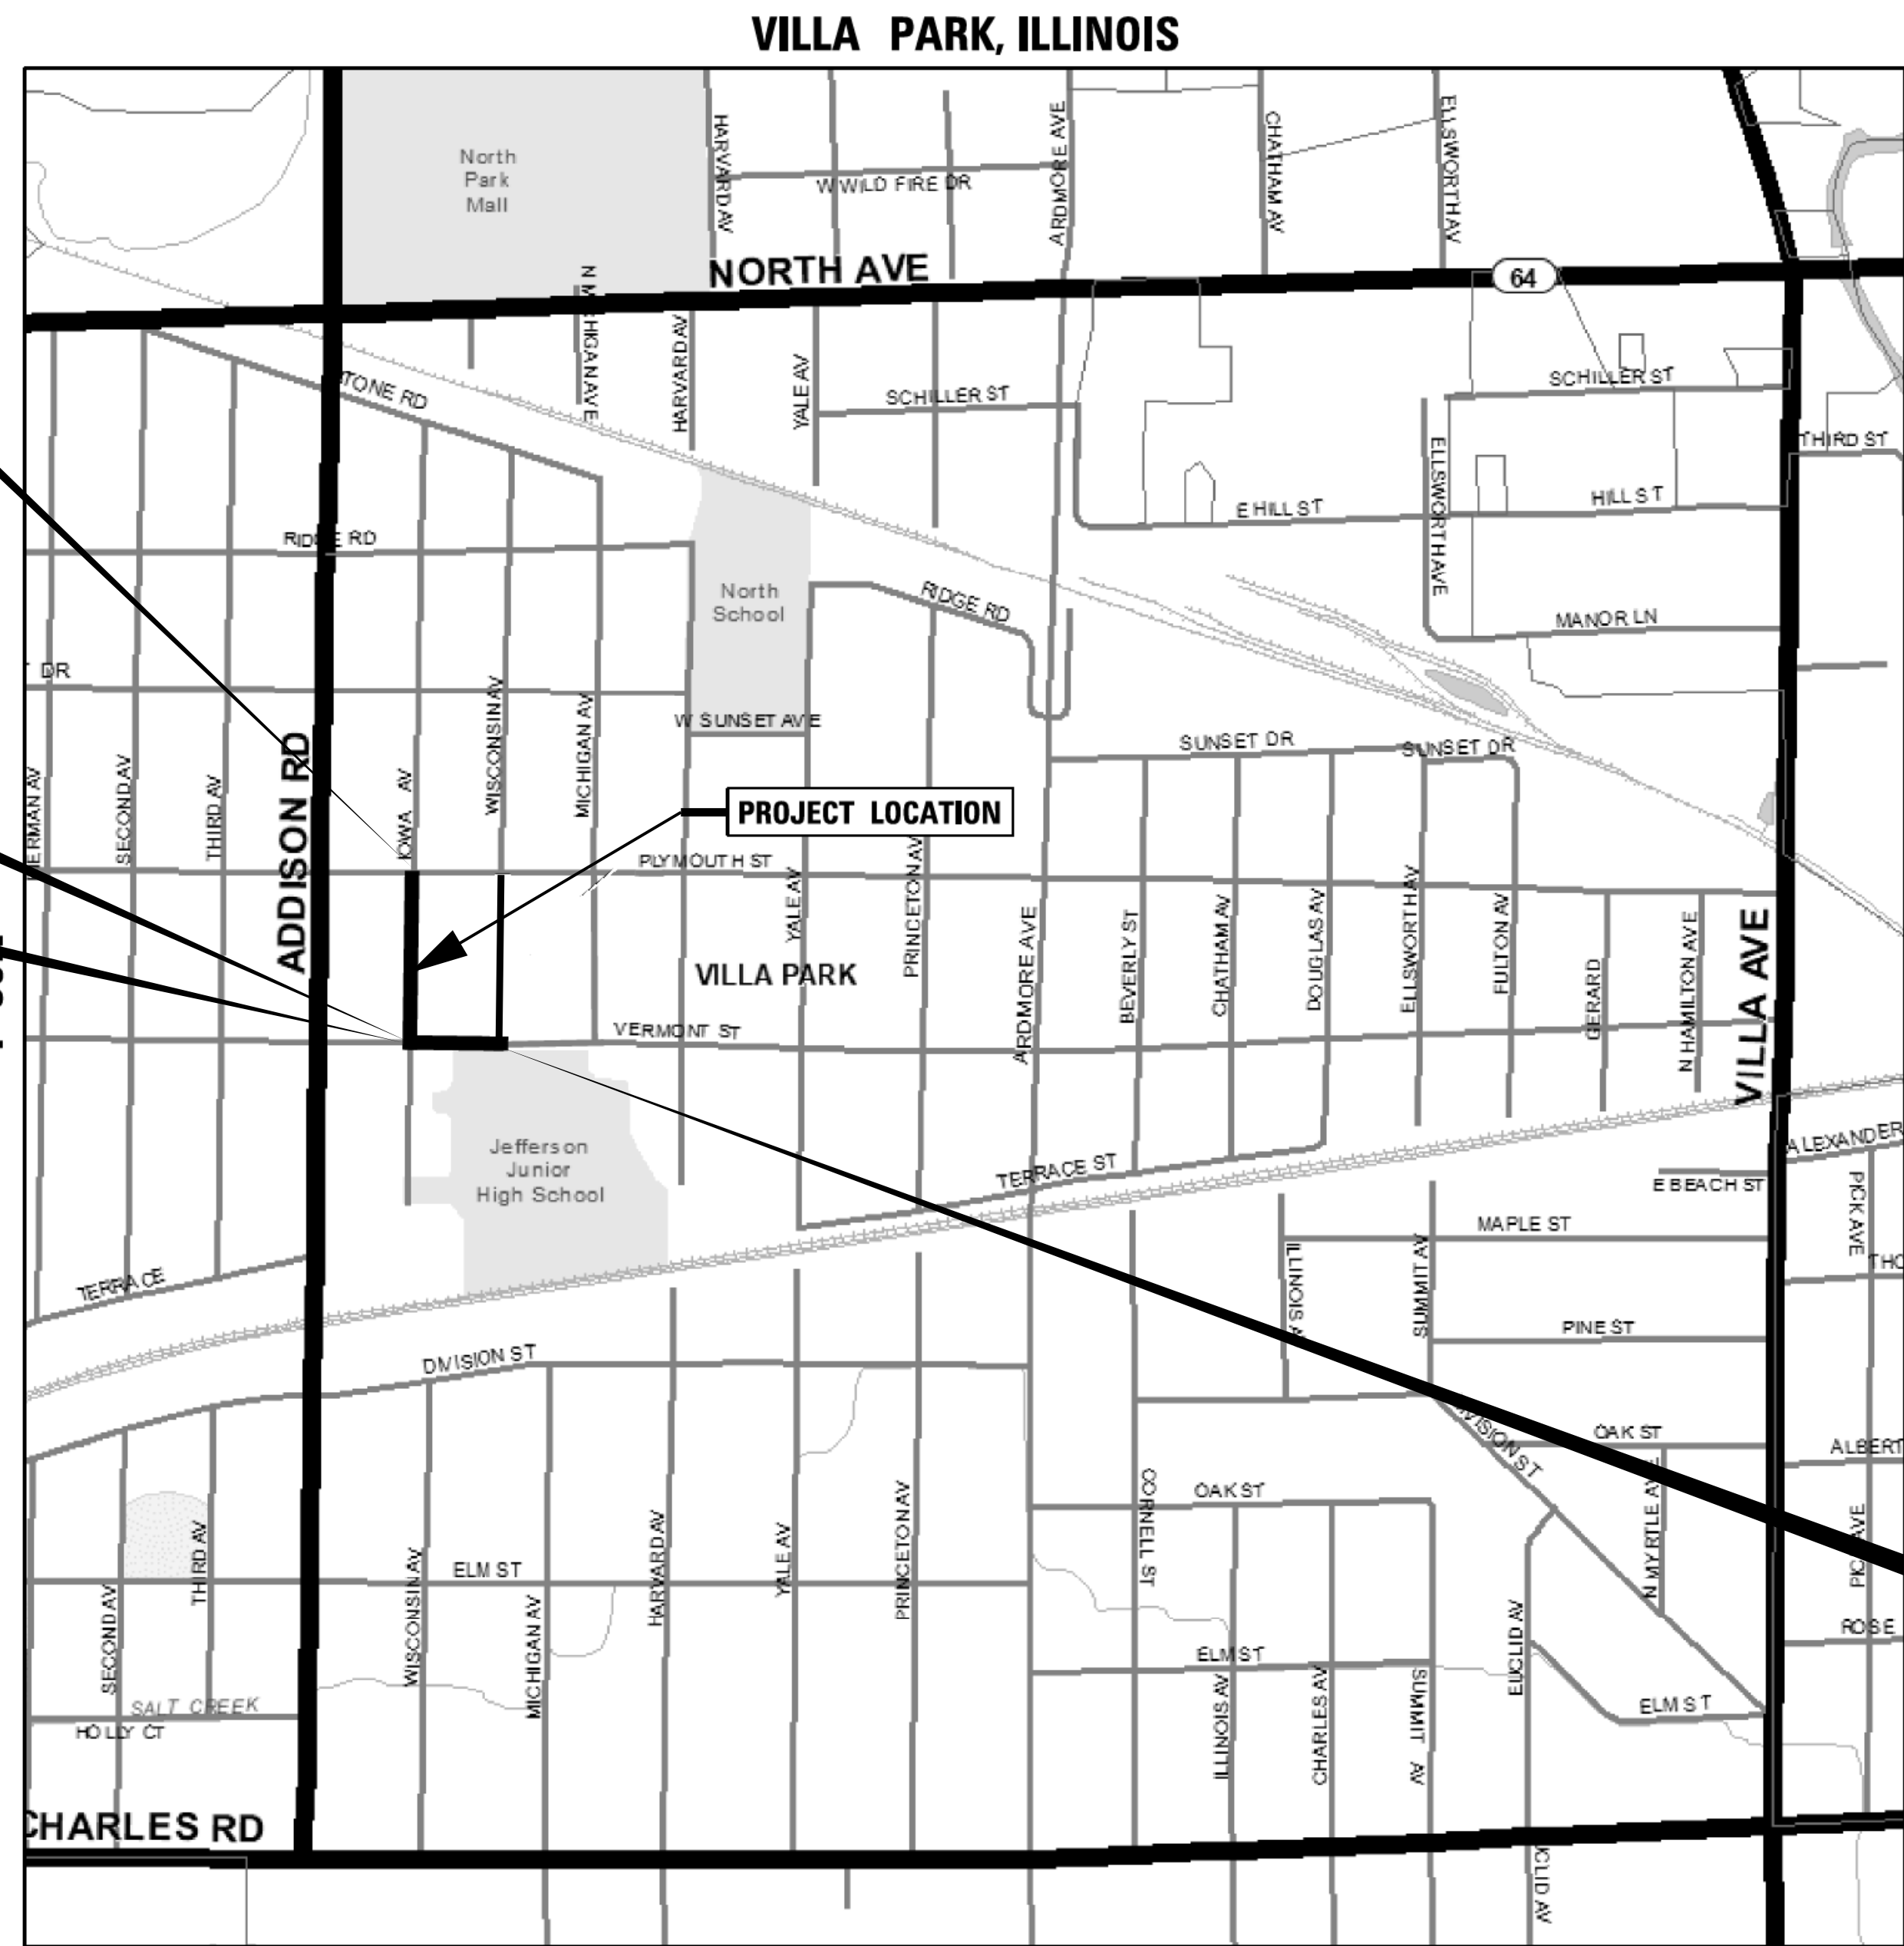 VILLA PARK, ILLINOIS
North
Park
Mall
HARVARD AV
W WILD FIRE DR
ARDMORE AVE
CHATHAM AV
ELLSWORTH AV
NORTH AVE
64
N MICHIGAN AVE
HARVARD AV
YALE AV
SCHILLER ST
SCHILLER ST
TONE RD
THIRD ST
ELLSWORTH AVE
E HILL ST
HILL ST
RIDGE RD
North
School
RIDGE RD
MANOR LN
DR
WISCONSIN AV
MICHIGAN AV
W SUNSET AVE
SUNSET DR
SUNSET DR
ERMAN AV
SECOND AV
THIRD AV
ADDISON RD
IOWA AV
PROJECT LOCATION
PLYMOUTH ST
YALE AV
PRINCETON AV
ARDMORE AVE
BEVERLY ST
CHATHAM AV
DOUGLAS AV
ELLSWORTH AV
FULTON AV
GERARD
N HAMILTON AVE
VILLA AVE
VILLA PARK
VERMONT ST
Jefferson
Junior
High School
TERRACE ST
ALEXANDER
E BEACH ST
PICK AVE
MAPLE ST
ILLINOIS A
SUMMIT AV
THO
TERRACE
PINE ST
DIVISION ST
IVISION ST
OAK ST
ALBERT
OAK ST
CORNELL ST
N MYRTLE AVE
PICK AVE
SECOND AV
THIRD AV
WISCONSIN AV
ELM ST
MICHIGAN AV
HARVARD AV
YALE AV
PRINCETON AV
EUCLID AV
ROSE
ELM ST
ILLINOIS AV
CHARLES AV
SUMMIT AV
ELM ST
SALT CREEK
HOLLY CT
CHARLES RD
CLID AV